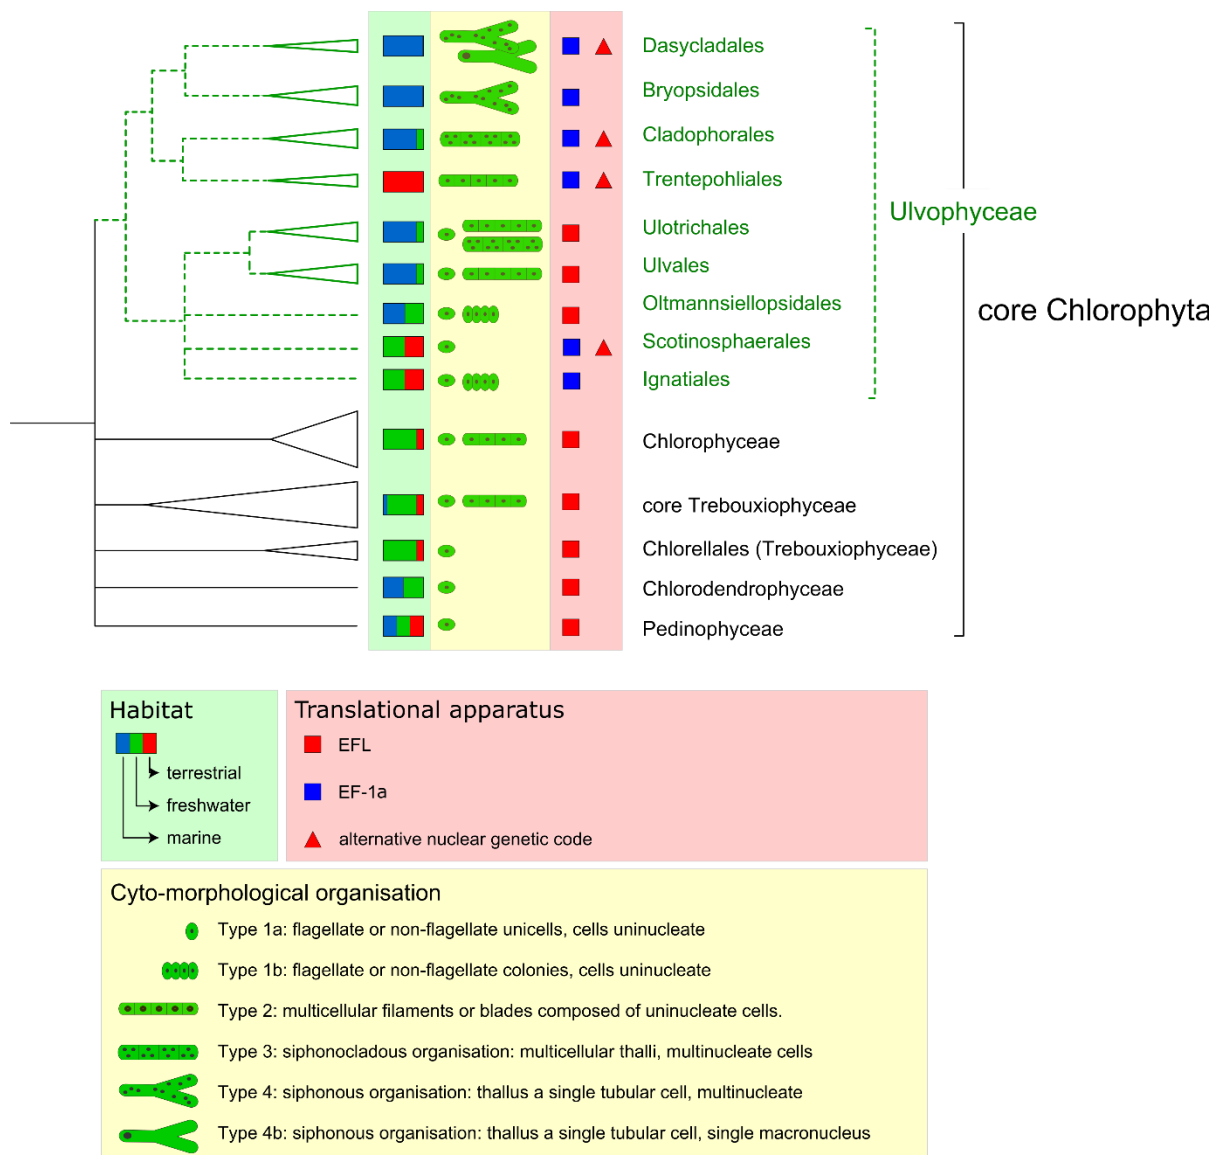 Dasycladales
Bryopsidales
Cladophorales
Trentepohliales
Ulotrichales
Ulvales
Oltmannsiellopsidales
Scotinosphaerales
Ignatiales
Chlorophyceae
core Trebouxiophyceae
Chlorellales (Trebouxiophyceae)
Chlorodendrophyceae
Pedinophyceae
Ulvophyceae
core Chlorophyta
Habitat
terrestrial
freshwater
marine
Translational apparatus
EFL
EF-1a
alternative nuclear genetic code
Cyto-morphological organisation
Type 1a: flagellate or non-flagellate unicells, cells uninucleate
Type 1b: flagellate or non-flagellate colonies, cells uninucleate
Type 2: multicellular filaments or blades composed of uninucleate cells.
Type 3: siphonocladous organisation: multicellular thalli, multinucleate cells
Type 4: siphonous organisation: thallus a single tubular cell, multinucleate
Type 4b: siphonous organisation: thallus a single tubular cell, single macronucleus